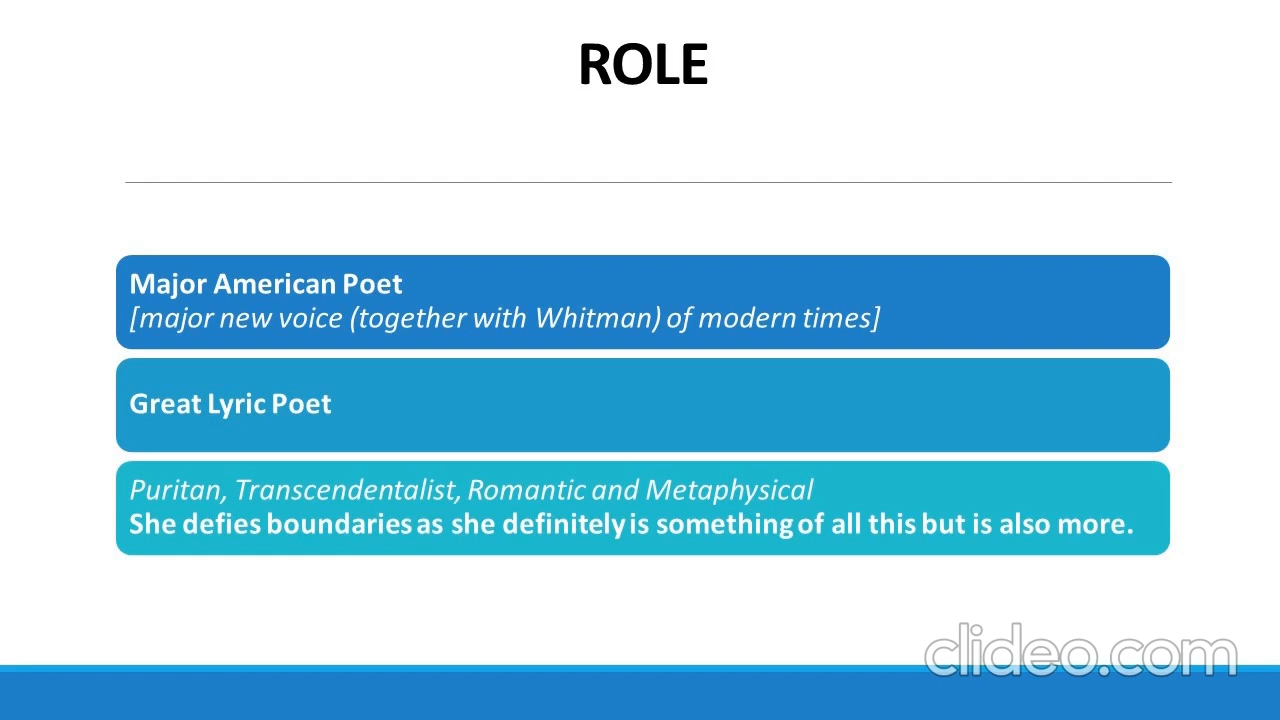 ROLE
Major American Poet
[major new voice (together with Whitman) of modern times]
Great Lyric Poet
Puritan, Transcendentalist, Romantic and Metaphysical
She defies boundaries as she definitely is something of all this but is also more.
clideo.com